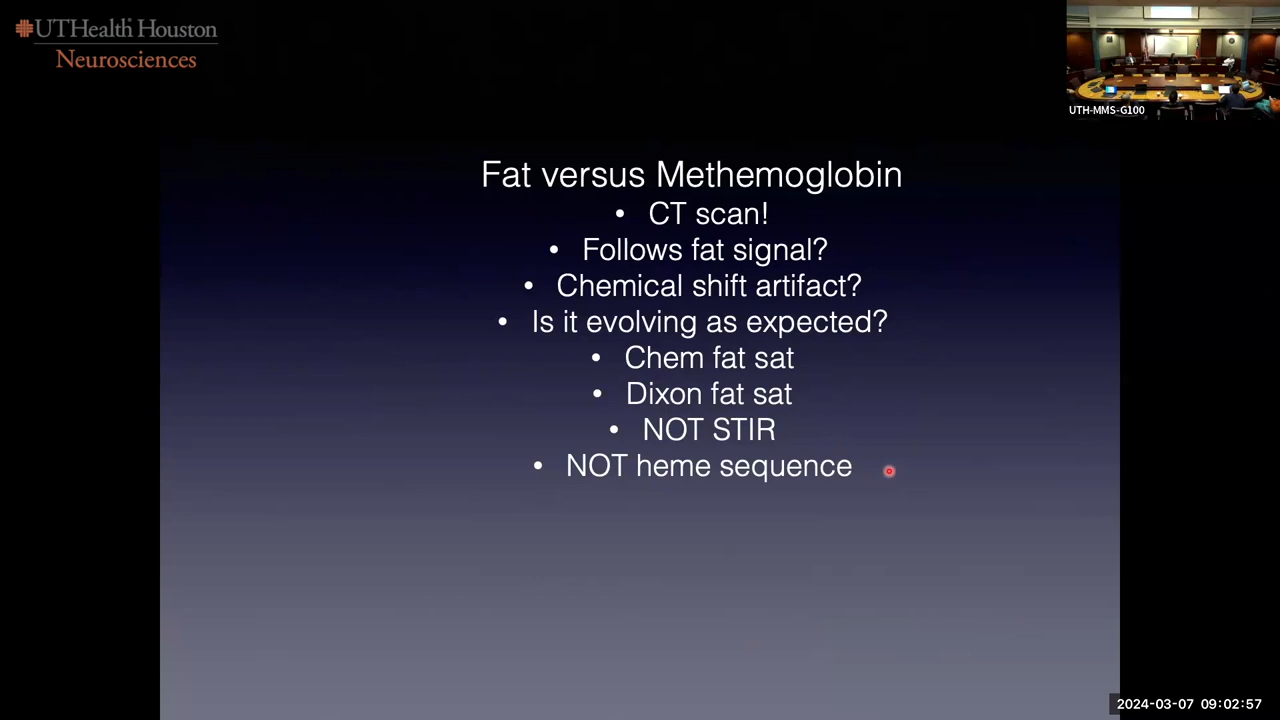 UTHealth Houston
Neurosciences
UTH-MMS-G100
Fat versus Methemoglobin
• CT scan!
• Follows fat signal?
• Chemical shift artifact?
• Is it evolving as expected?
• Chem fat sat
• Dixon fat sat
• NOT STIR
• NOT heme sequence
2024-03-07 09:02:57